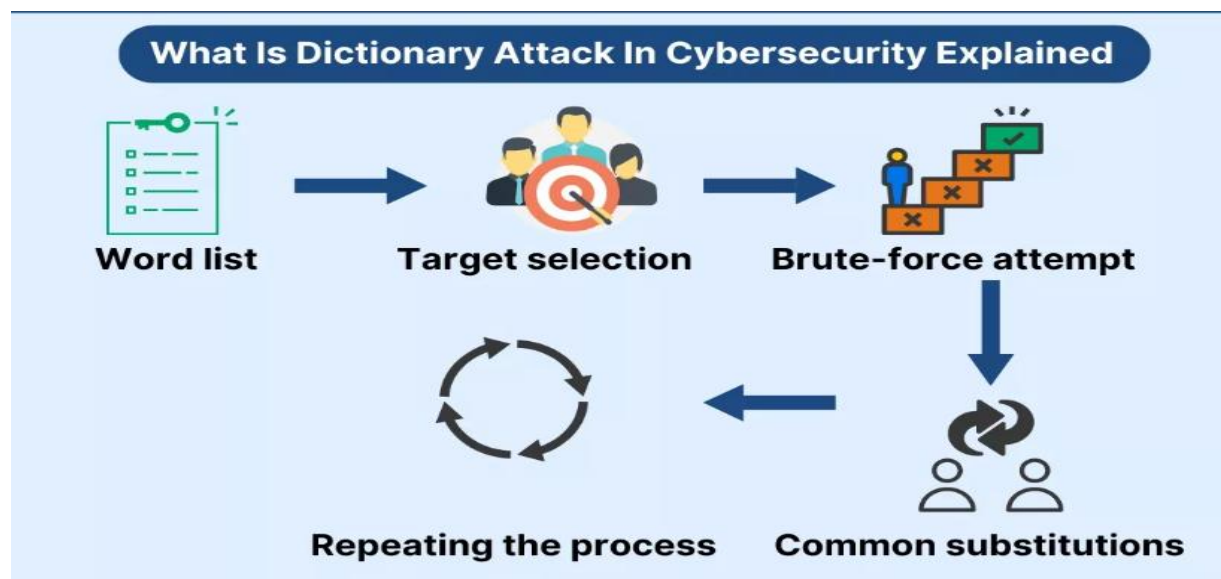 What Is Dictionary Attack In Cybersecurity Explained
Word list
Target selection
Brute-force attempt
Common substitutions
Repeating the process